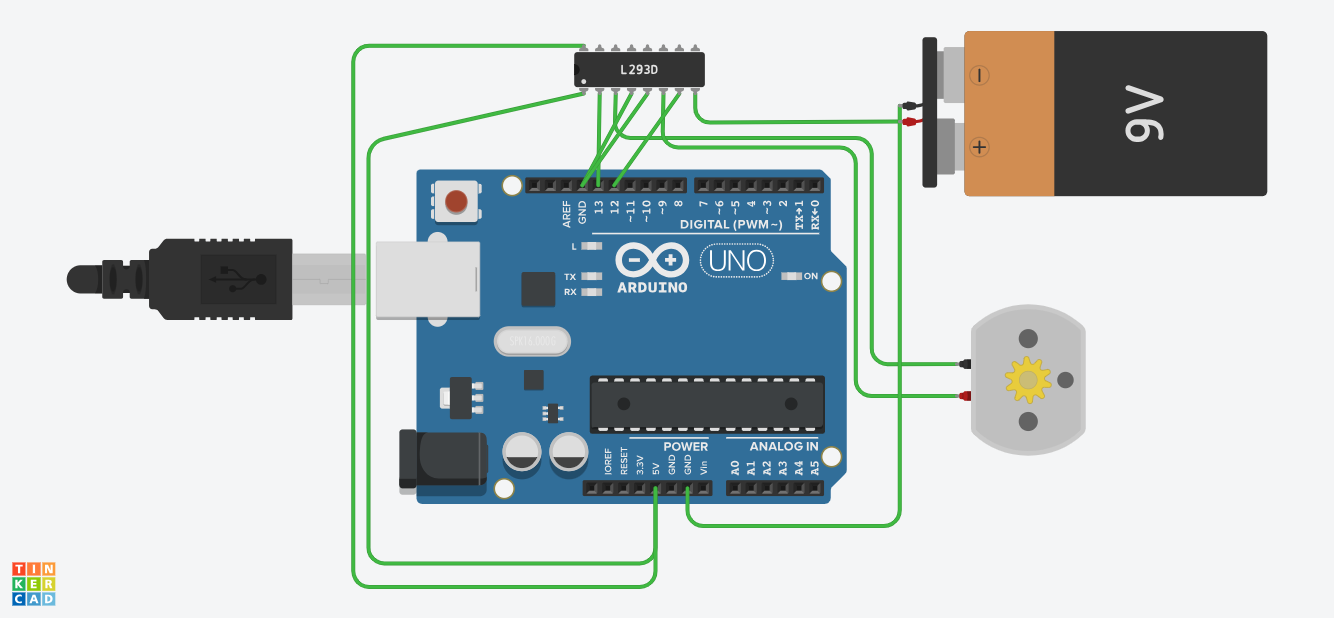 L293D
9V
AREF
GND
13
12
~11
~10
~9
8
7
~6
~5
4
~3
2
TX→1
RX←0
DIGITAL (PWM~)
L
TX
RX
UNO
ON
ARDUINO
POWER
ANALOG IN
IOREF
RESET
3.3V
5V
GND
GND
Vin
A0
A1
A2
A3
A4
A5
TIN
KER
CAD